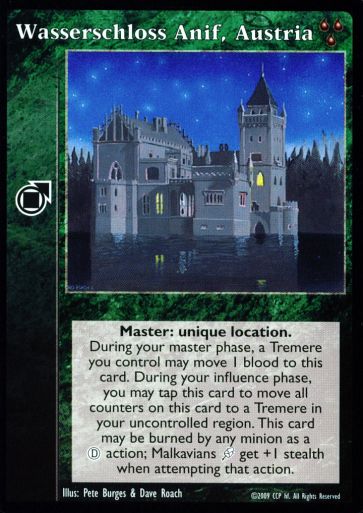 Wasserschloss Anif, Austria
Master: unique location.
During your master phase, a Tremere
you control may move 1 blood to this
card. During your influence phase,
you may tap this card to move all
counters on this card to a Tremere in
your uncontrolled region. This card
may be burned by any minion as a
D action; Malkavians get +1 stealth
when attempting that action.
Illus: Pete Burges & Dave Roach
©2009 CCP hf. All Rights Reserved